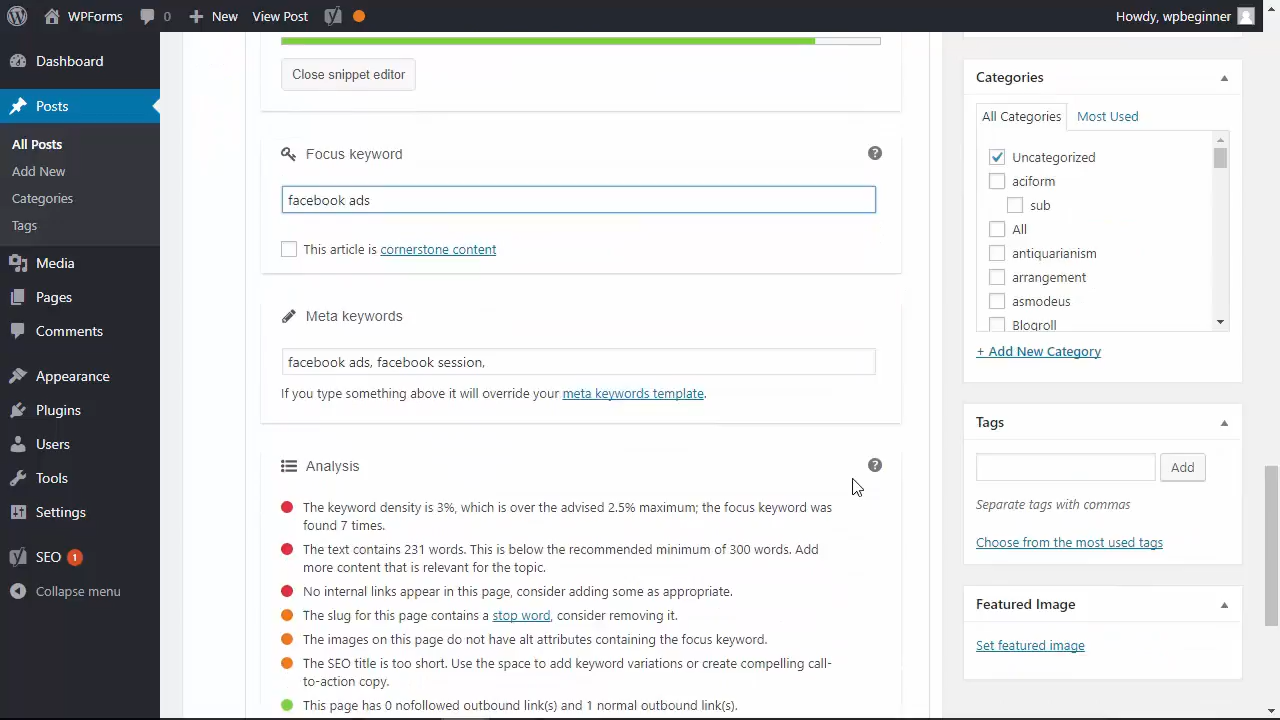 WPForms
0
New
View Post
Howdy, wpbeginner
Dashboard
Posts
All Posts
Add New
Categories
Tags
Media
Pages
Comments
Appearance
Plugins
Users
Tools
Settings
SEO 1
Collapse menu
Close snippet editor
Focus keyword
?
facebook ads
This article is cornerstone content
Meta keywords
facebook ads, facebook session,
If you type something above it will override your meta keywords template.
Analysis
?
The keyword density is 3%, which is over the advised 2.5% maximum; the focus keyword was
found 7 times.
The text contains 231 words. This is below the recommended minimum of 300 words. Add
more content that is relevant for the topic.
No internal links appear in this page, consider adding some as appropriate.
The slug for this page contains a stop word, consider removing it.
The images on this page do not have alt attributes containing the focus keyword.
The SEO title is too short. Use the space to add keyword variations or create compelling call-
to-action copy.
This page has 0 nofollowed outbound link(s) and 1 normal outbound link(s).
Categories
All Categories
Most Used
Uncategorized
aciform
sub
All
antiquarianism
arrangement
asmodeus
Blogroll
+ Add New Category
Tags
Add
Separate tags with commas
Choose from the most used tags
Featured Image
Set featured image